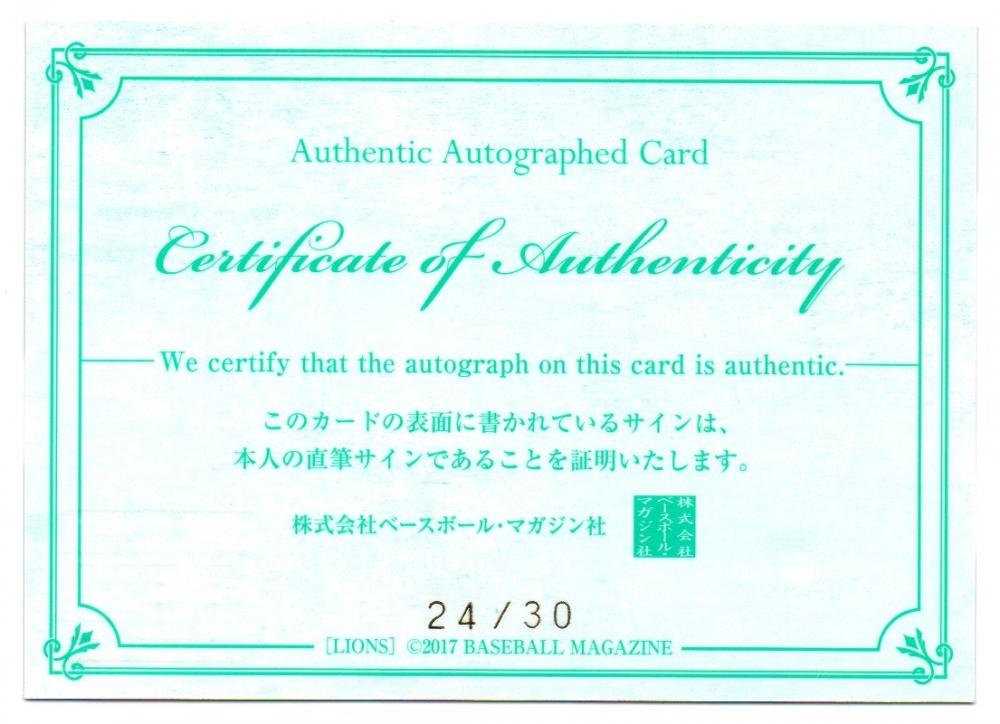 Authentic Autographed Card
Certificate of Authenticity
We certify that the autograph on this card is authentic.
このカードの表面に書かれているサインは、
本人の直筆サインであることを証明いたします。
株式会社ベースボール・マガジン社
株式会社
ベースボール・
マガジン社
24/30
[LIONS] ©2017 BASEBALL MAGAZINE